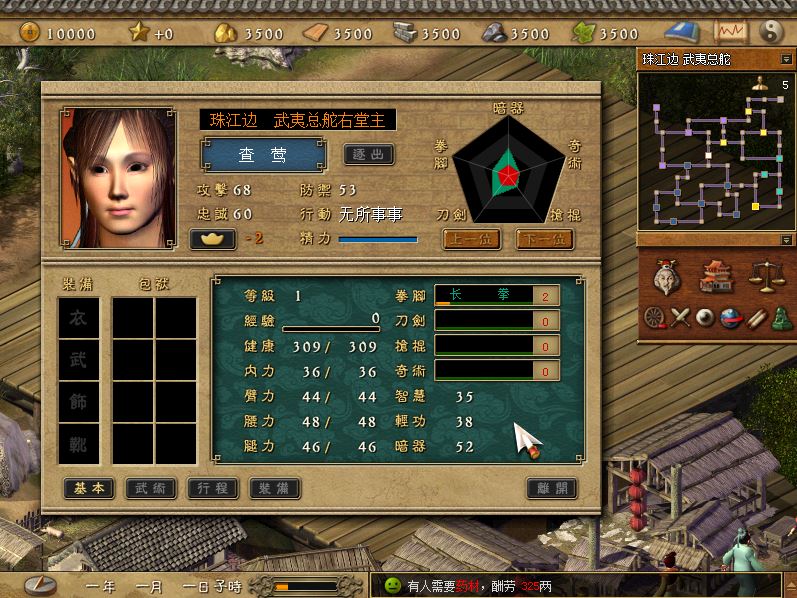 10000 +0 3500 3500 3500 3500 3500
珠江边 武夷总舵
5
珠江边 武夷总舵右堂主
查 莺
逐出
攻擊 68 防禦 53
忠誠 60 行動 无所事事
-2 精力
暗器
拳腳
奇術
刀劍
槍棍
上一位 下一位
裝備 包袱
衣
武
飾
靴
等級 1
經驗 0
健康 309/ 309
内力 36/ 36
臂力 44/ 44
腰力 48/ 48
腿力 46/ 46
拳腳 长 拳 2
刀劍 0
槍棍 0
奇術 0
智慧 35
輕功 38
暗器 52
基本 武術 行程 裝備 離開
一年 一月 一日子時
有人需要药材，酬劳 325两